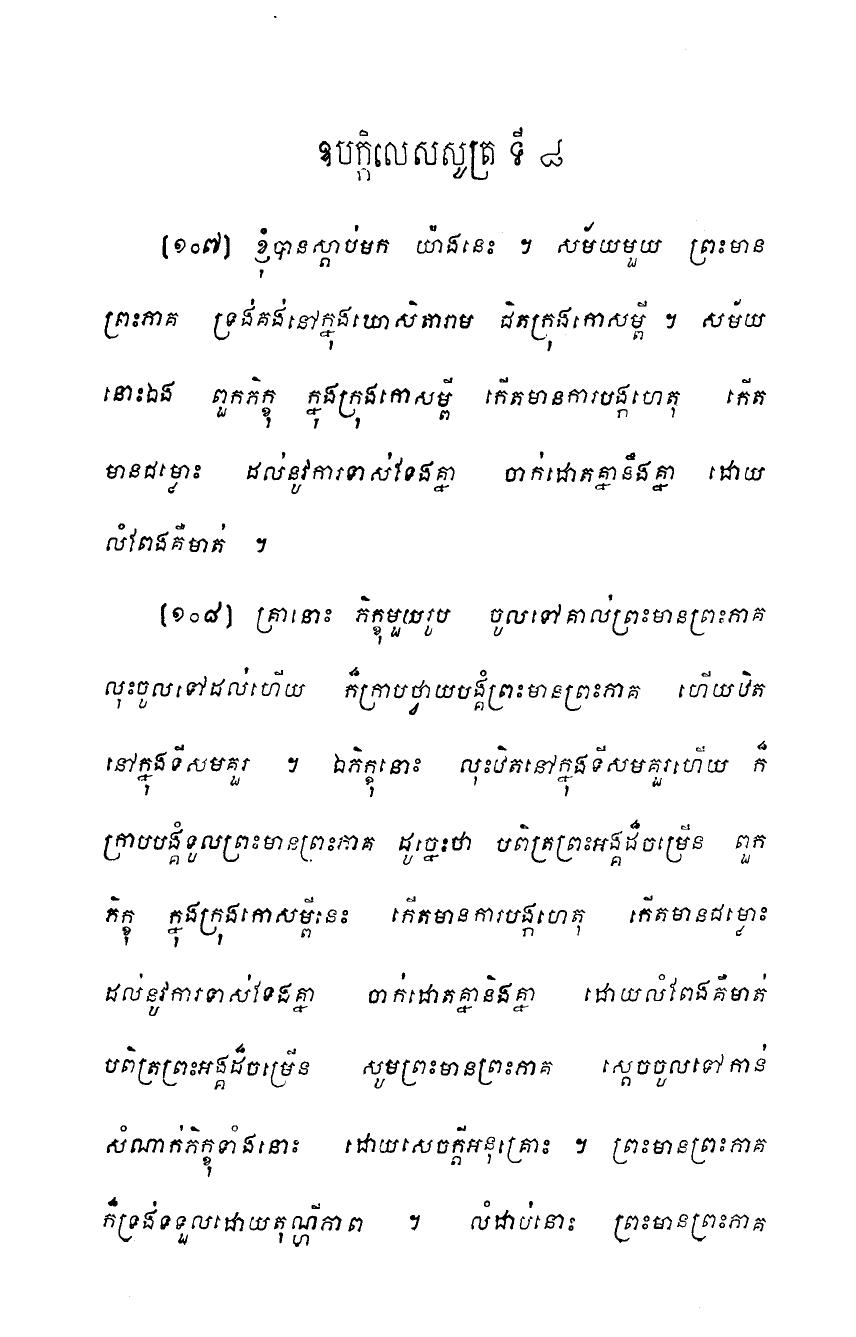 ឧបក្កិលេសសូត្រ ទី ៨
(១០៧) ខ្ញុំបានស្តាប់មក យ៉ាងនេះ ។ សម័យមួយ ព្រះមាន
ព្រះភាគ ទ្រង់គង់នៅក្នុងឃោសិតារាម ជិតក្រុងកោសម្ពី ។ សម័យ
នោះឯង ពួកភិក្ខុ ក្នុងក្រុងកោសម្ពី កើតមានការបង្កហេតុ កើត
មានជម្លោះ ដល់នូវការទាស់ទែងគ្នា ចាក់ដោតគ្នានឹងគ្នា ដោយ
លំពែងគឺមាត់ ។
(១០៨) គ្រានោះ ភិក្ខុមួយរូប ចូលទៅគាល់ព្រះមានព្រះភាគ
លុះចូលទៅដល់ហើយ ក៏ក្រាបថ្វាយបង្គំព្រះមានព្រះភាគ ហើយឋិត
នៅក្នុងទីសមគួរ ។ ឯភិក្ខុនោះ លុះឋិតនៅក្នុងទីសមគួរហើយ ក៏
ក្រាបបង្គំទូលព្រះមានព្រះភាគ ដូច្នេះថា បពិត្រព្រះអង្គដ៏ចម្រើន ពួក
ភិក្ខុ ក្នុងក្រុងកោសម្ពីនេះ កើតមានការបង្កហេតុ កើតមានជម្លោះ
ដល់នូវការទាស់ទែងគ្នា ចាក់ដោតគ្នានិងគ្នា ដោយលំពែងគឺមាត់
បពិត្រព្រះអង្គដ៏ចម្រើន សូមព្រះមានព្រះភាគ ស្តេចចូលទៅកាន់
សំណាក់ភិក្ខុទាំងនោះ ដោយសេចក្តីអនុគ្រោះ ។ ព្រះមានព្រះភាគ
ក៏ទ្រង់ទទួលដោយតុណ្ហីភាព ។ លំដាប់នោះ ព្រះមានព្រះភាគ